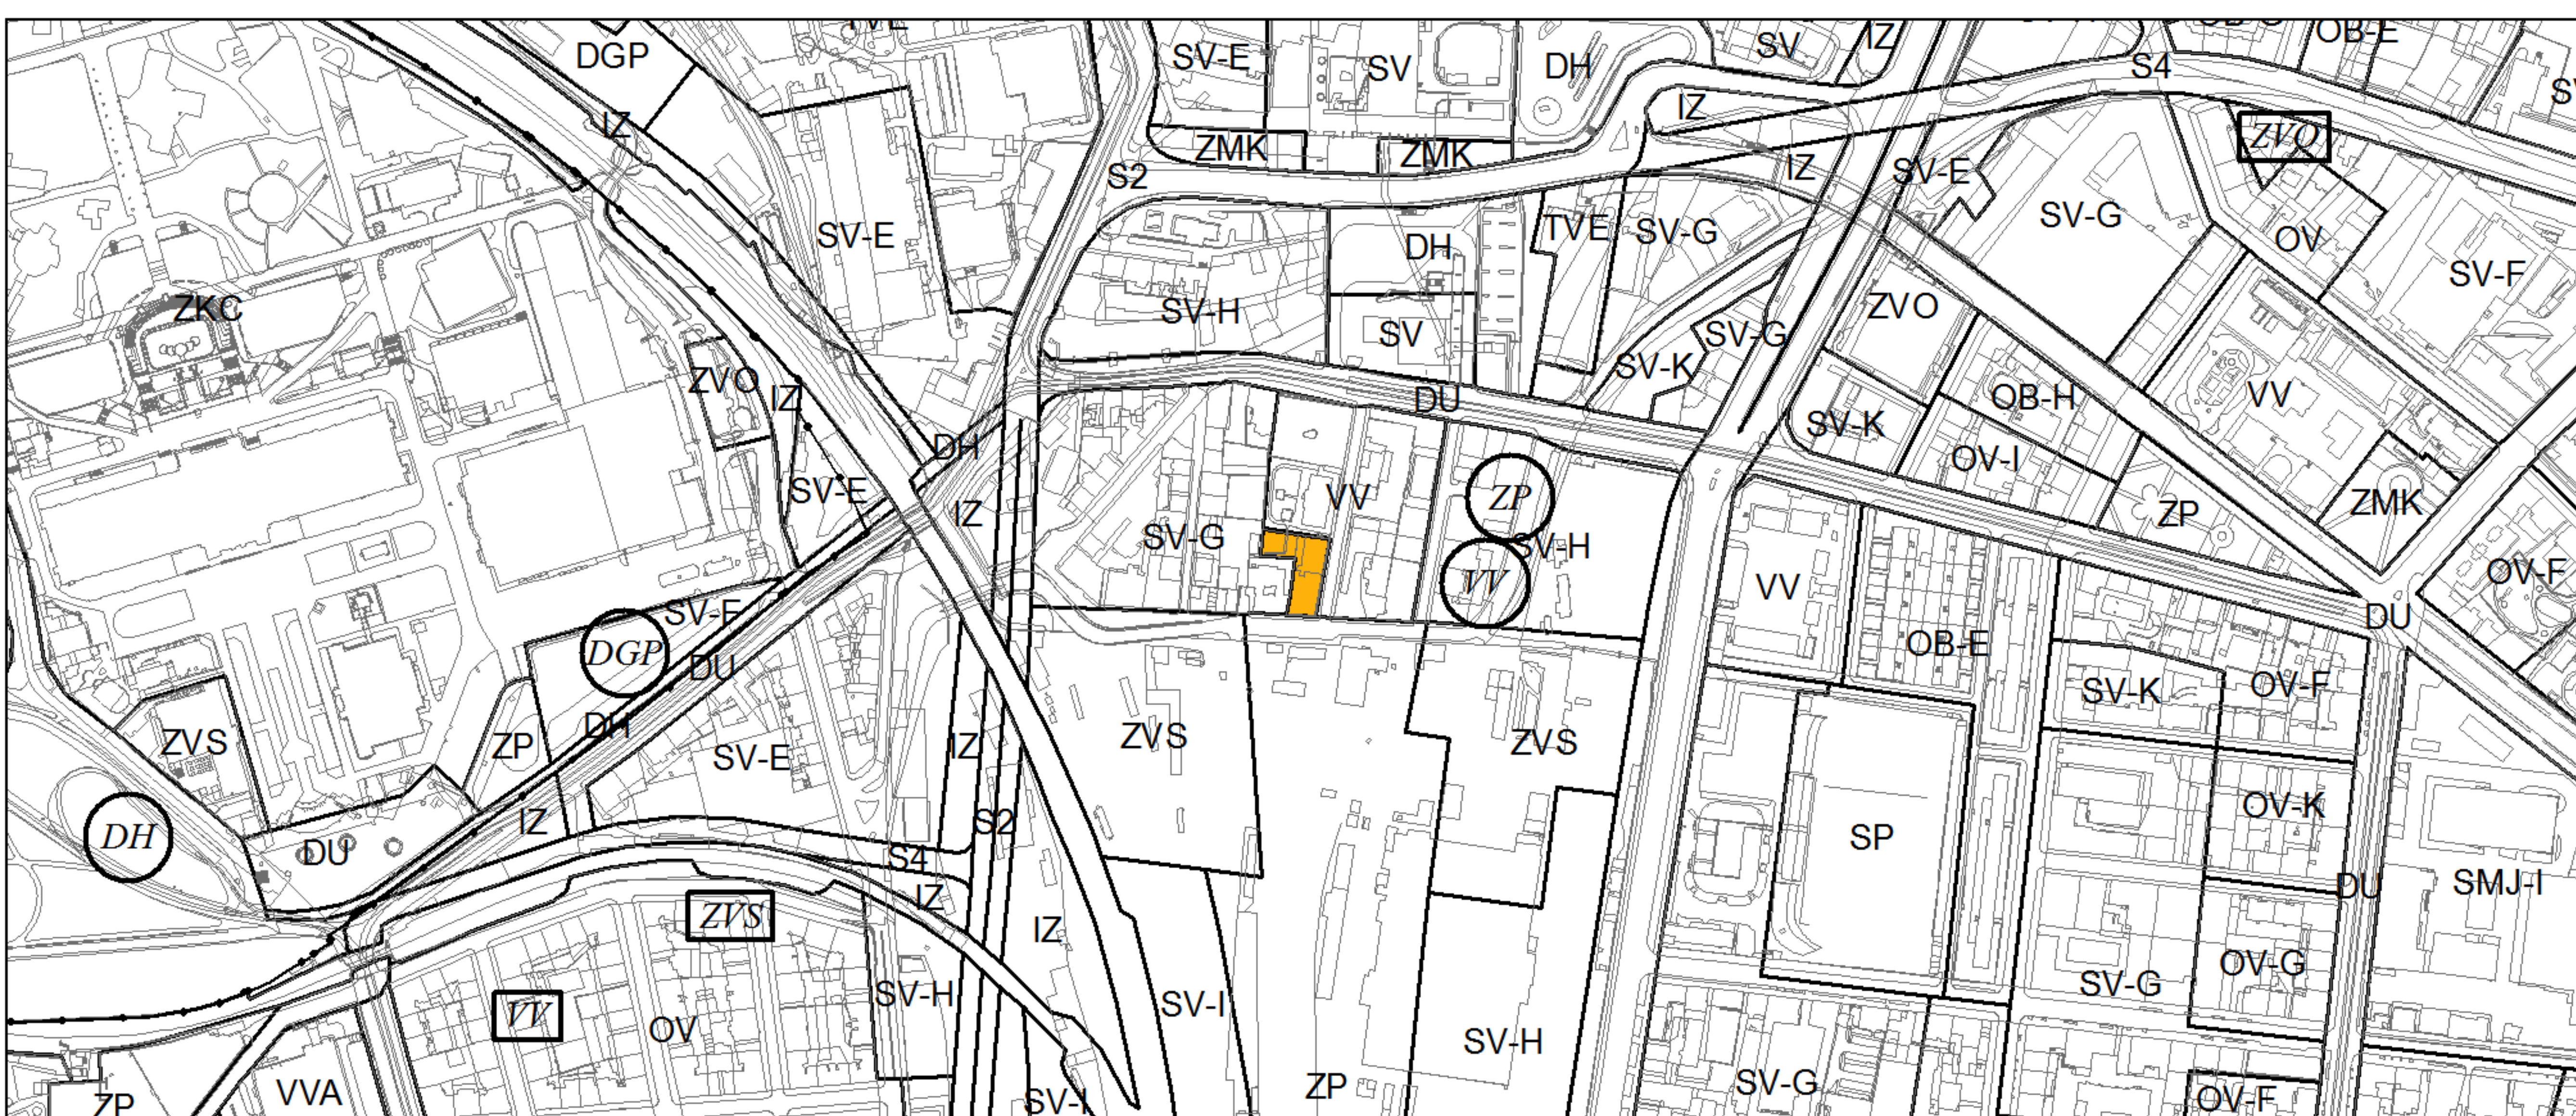 DGP
SV-E
SV
DH
SV
IZ
OB-E
S4
IZ
IZ
ZVO
ZMK
ZMK
S2
IZ
SV-E
SV-G
SV-E
TVE
SV-G
DH
OV
SV-F
ZKC
SV-H
SV
SV-G
ZVO
SV-K
ZVO
IZ
DU
OB-H
VV
SV-K
DH
OV-I
SV-E
IZ
VV
ZP
ZP
ZMK
SV-G
SV-H
VV
VV
OV-F
SV-F
DU
DGP
DU
OB-E
SV-K
OV-F
DH
ZVS
ZP
SV-E
IZ
ZVS
ZVS
OV-K
DH
IZ
S2
SP
DU
S4
IZ
DU
SMJ-I
ZVS
IZ
OV-G
SV-H
SV-I
SV-G
VV
OV
SV-H
ZP
VVA
SV-I
ZP
SV-G
OV-F